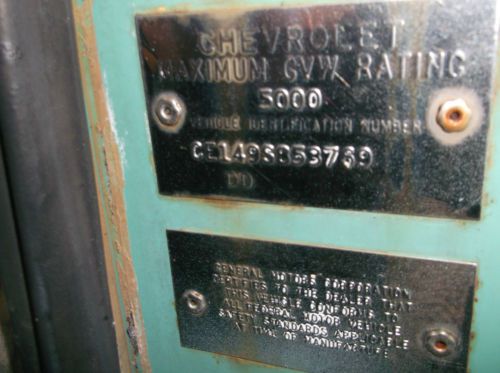 CHEVROLET
MAXIMUM GVW RATING
5000
VEHICLE IDENTIFICATION NUMBER
CE149S853769
DD
GENERAL MOTORS CORPORATION
CERTIFIES TO THE DEALER THAT
THIS VEHICLE CONFORMS TO
ALL FEDERAL MOTOR VEHICLE
SAFETY STANDARDS APPLICABLE
AT TIME OF MANUFACTURE